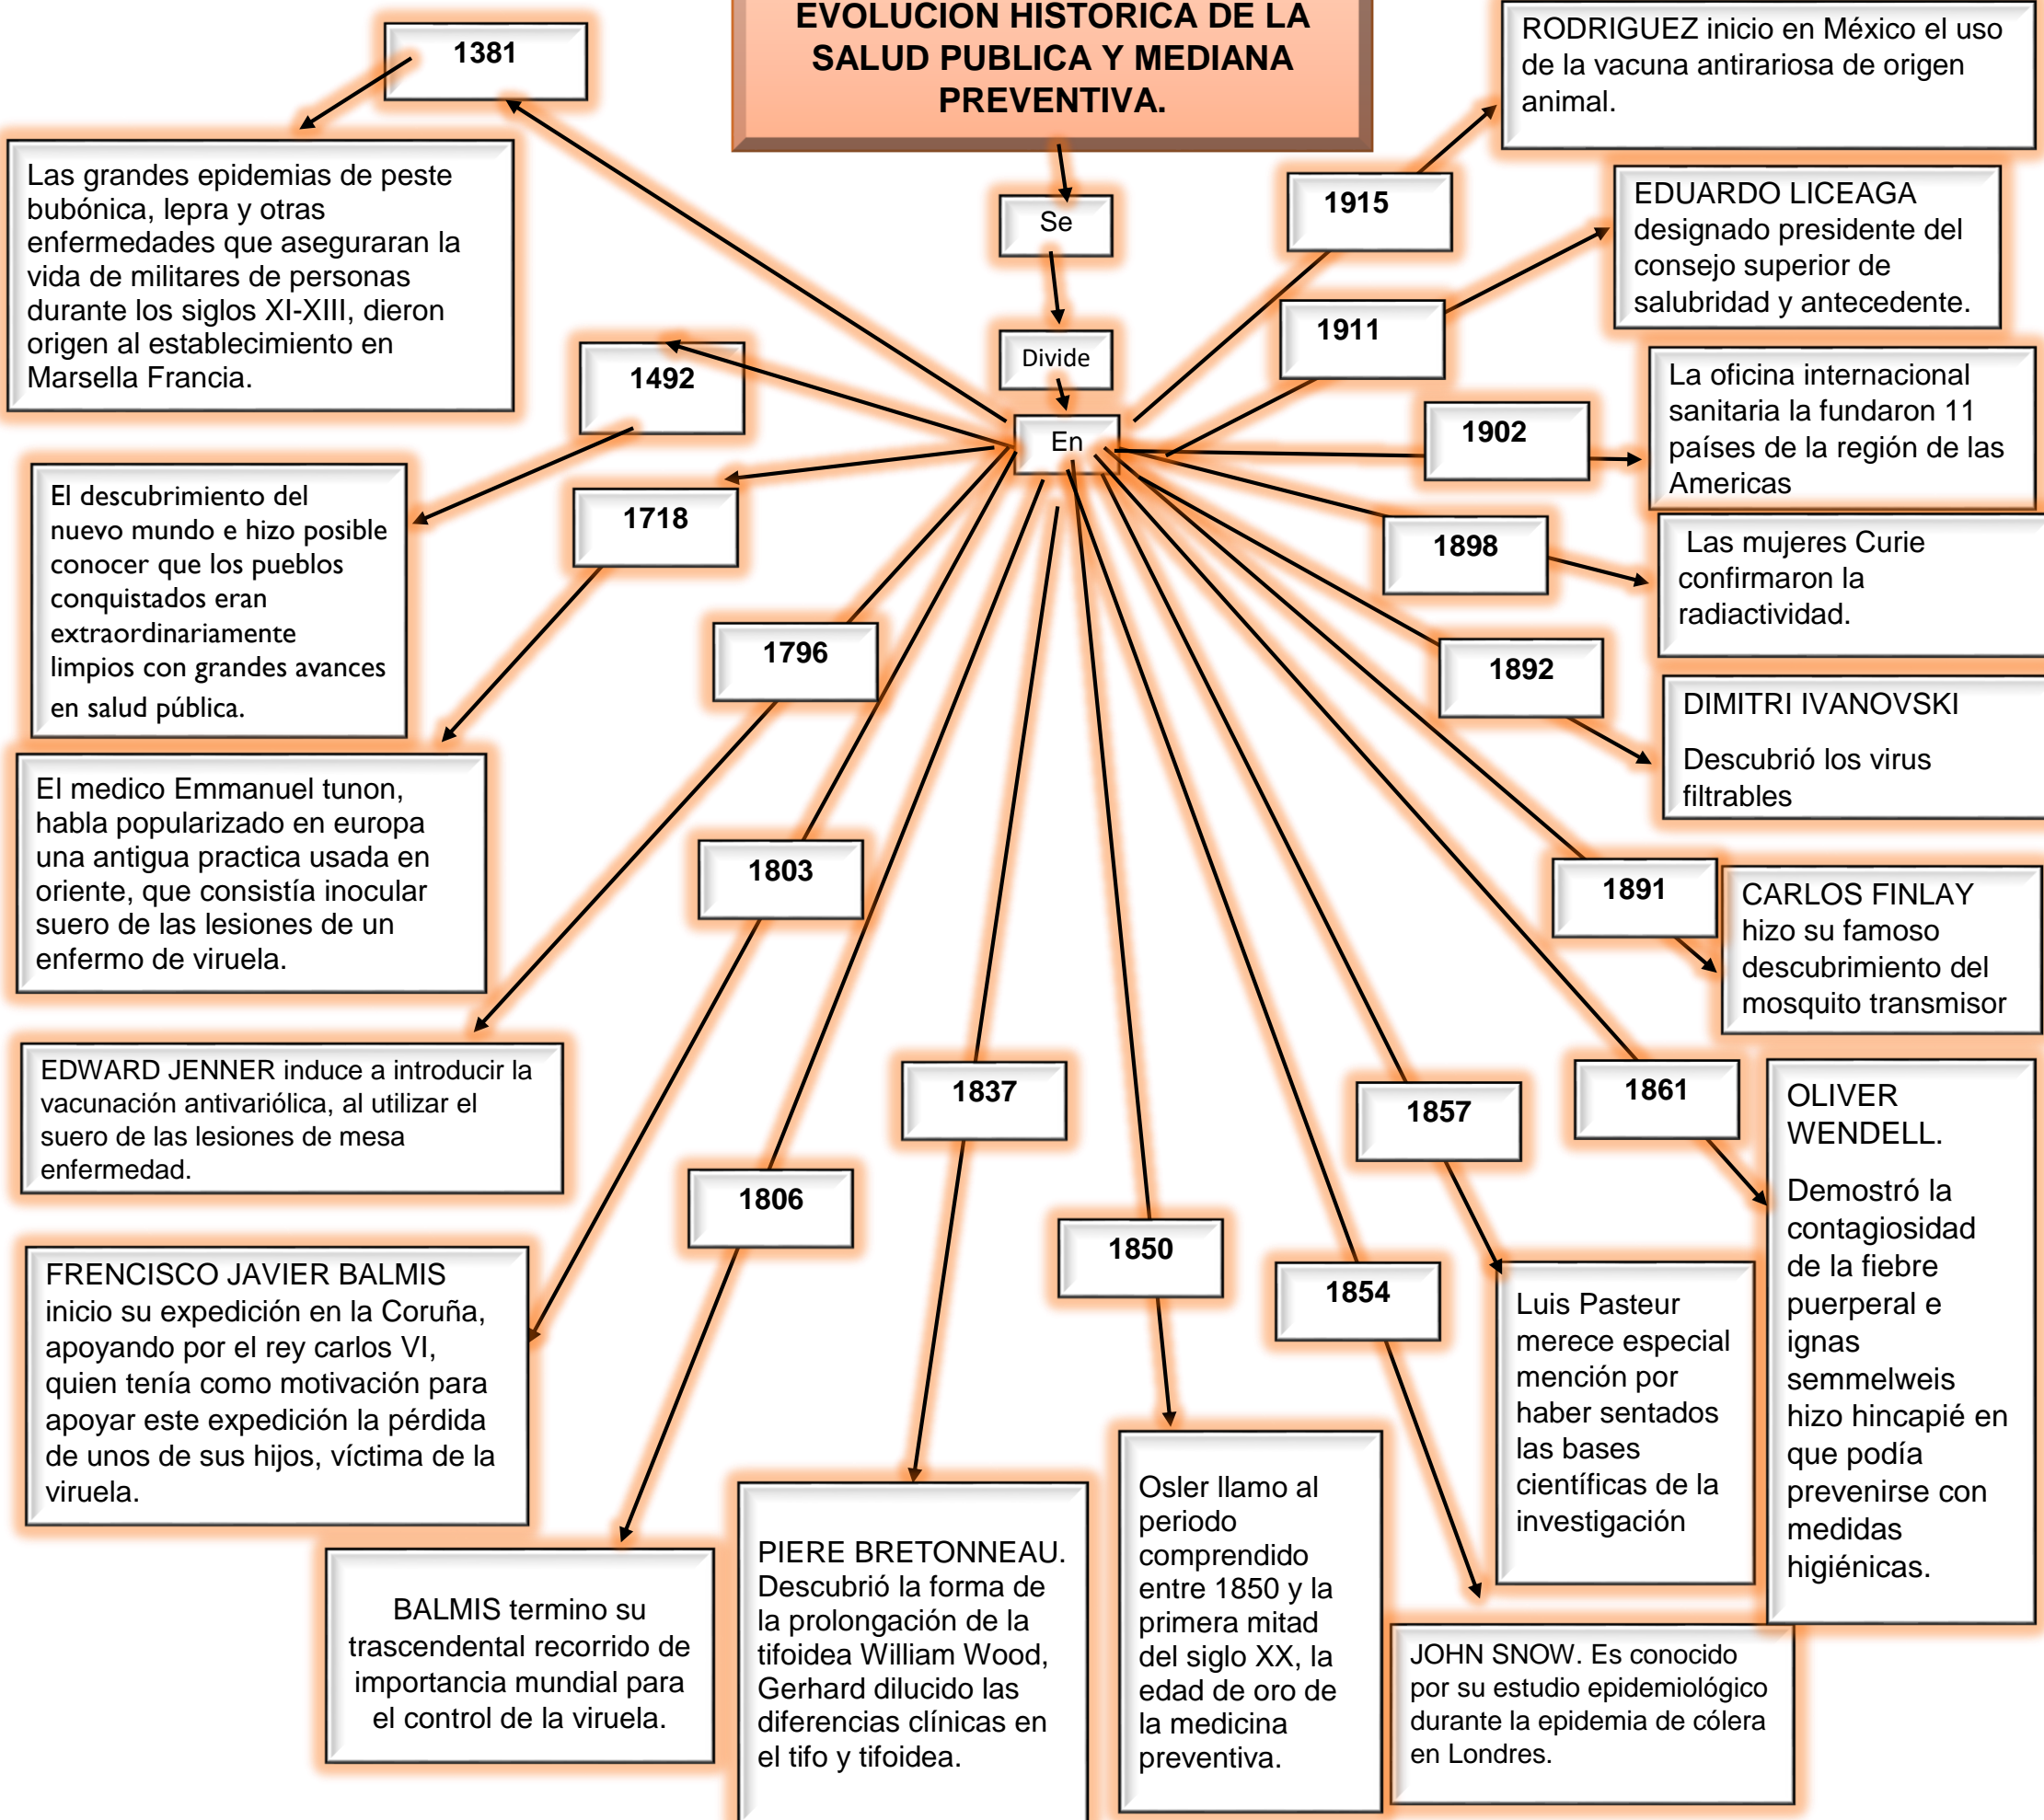 EVOLUCION HISTORICA DE LA
SALUD PUBLICA Y MEDIANA
PREVENTIVA.
Se
Divide
En
1381
Las grandes epidemias de peste
bubónica, lepra y otras
enfermedades que aseguraran la
vida de militares de personas
durante los siglos XI-XIII, dieron
origen al establecimiento en
Marsella Francia.
1492
El descubrimiento del
nuevo mundo e hizo posible
conocer que los pueblos
conquistados eran
extraordinariamente
limpios con grandes avances
en salud pública.
1718
El medico Emmanuel tunon,
habla popularizado en europa
una antigua practica usada en
oriente, que consistía inocular
suero de las lesiones de un
enfermo de viruela.
1796
EDWARD JENNER induce a introducir la
vacunación antivariólica, al utilizar el
suero de las lesiones de mesa
enfermedad.
1803
FRENCISCO JAVIER BALMIS
inicio su expedición en la Coruña,
apoyando por el rey carlos VI,
quien tenía como motivación para
apoyar este expedición la pérdida
de unos de sus hijos, víctima de la
viruela.
1806
BALMIS termino su
trascendental recorrido de
importancia mundial para
el control de la viruela.
1837
PIERE BRETONNEAU.
Descubrió la forma de
la prolongación de la
tifoidea William Wood,
Gerhard dilucido las
diferencias clínicas en
el tifo y tifoidea.
1850
Osler llamo al
periodo
comprendido
entre 1850 y la
primera mitad
del siglo XX, la
edad de oro de
la medicina
preventiva.
1854
JOHN SNOW. Es conocido
por su estudio epidemiológico
durante la epidemia de cólera
en Londres.
1857
Luis Pasteur
merece especial
mención por
haber sentados
las bases
científicas de la
investigación
1861
OLIVER
WENDELL.
Demostró la
contagiosidad
de la fiebre
puerperal e
ignas
semmelweis
hizo hincapié en
que podía
prevenirse con
medidas
higiénicas.
1891
CARLOS FINLAY
hizo su famoso
descubrimiento del
mosquito transmisor
1892
DIMITRI IVANOVSKI
Descubrió los virus
filtrables
1898
Las mujeres Curie
confirmaron la
radiactividad.
1902
La oficina internacional
sanitaria la fundaron 11
países de la región de las
Americas
1911
EDUARDO LICEAGA
designado presidente del
consejo superior de
salubridad y antecedente.
1915
RODRIGUEZ inicio en México el uso
de la vacuna antirariosa de origen
animal.